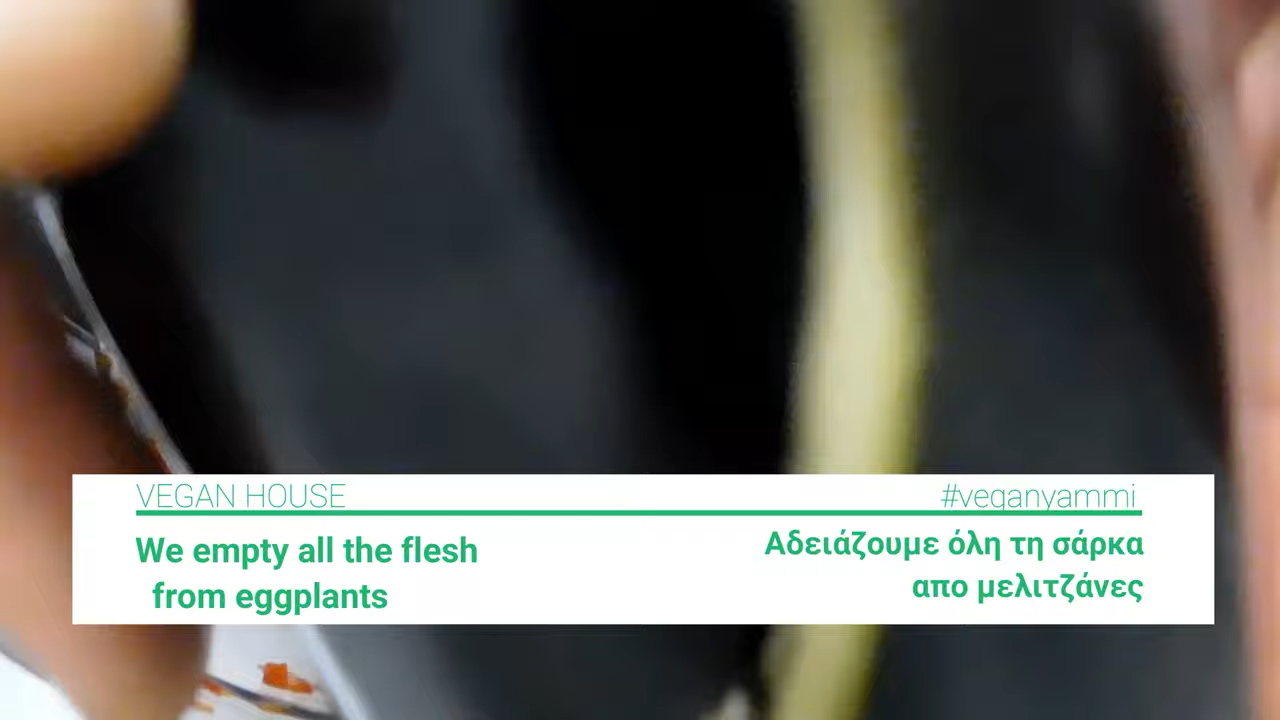 VEGAN HOUSE
#veganyammi
We empty all the flesh
from eggplants
Αδειάζουμε όλη τη σάρκα
απο μελιτζάνες